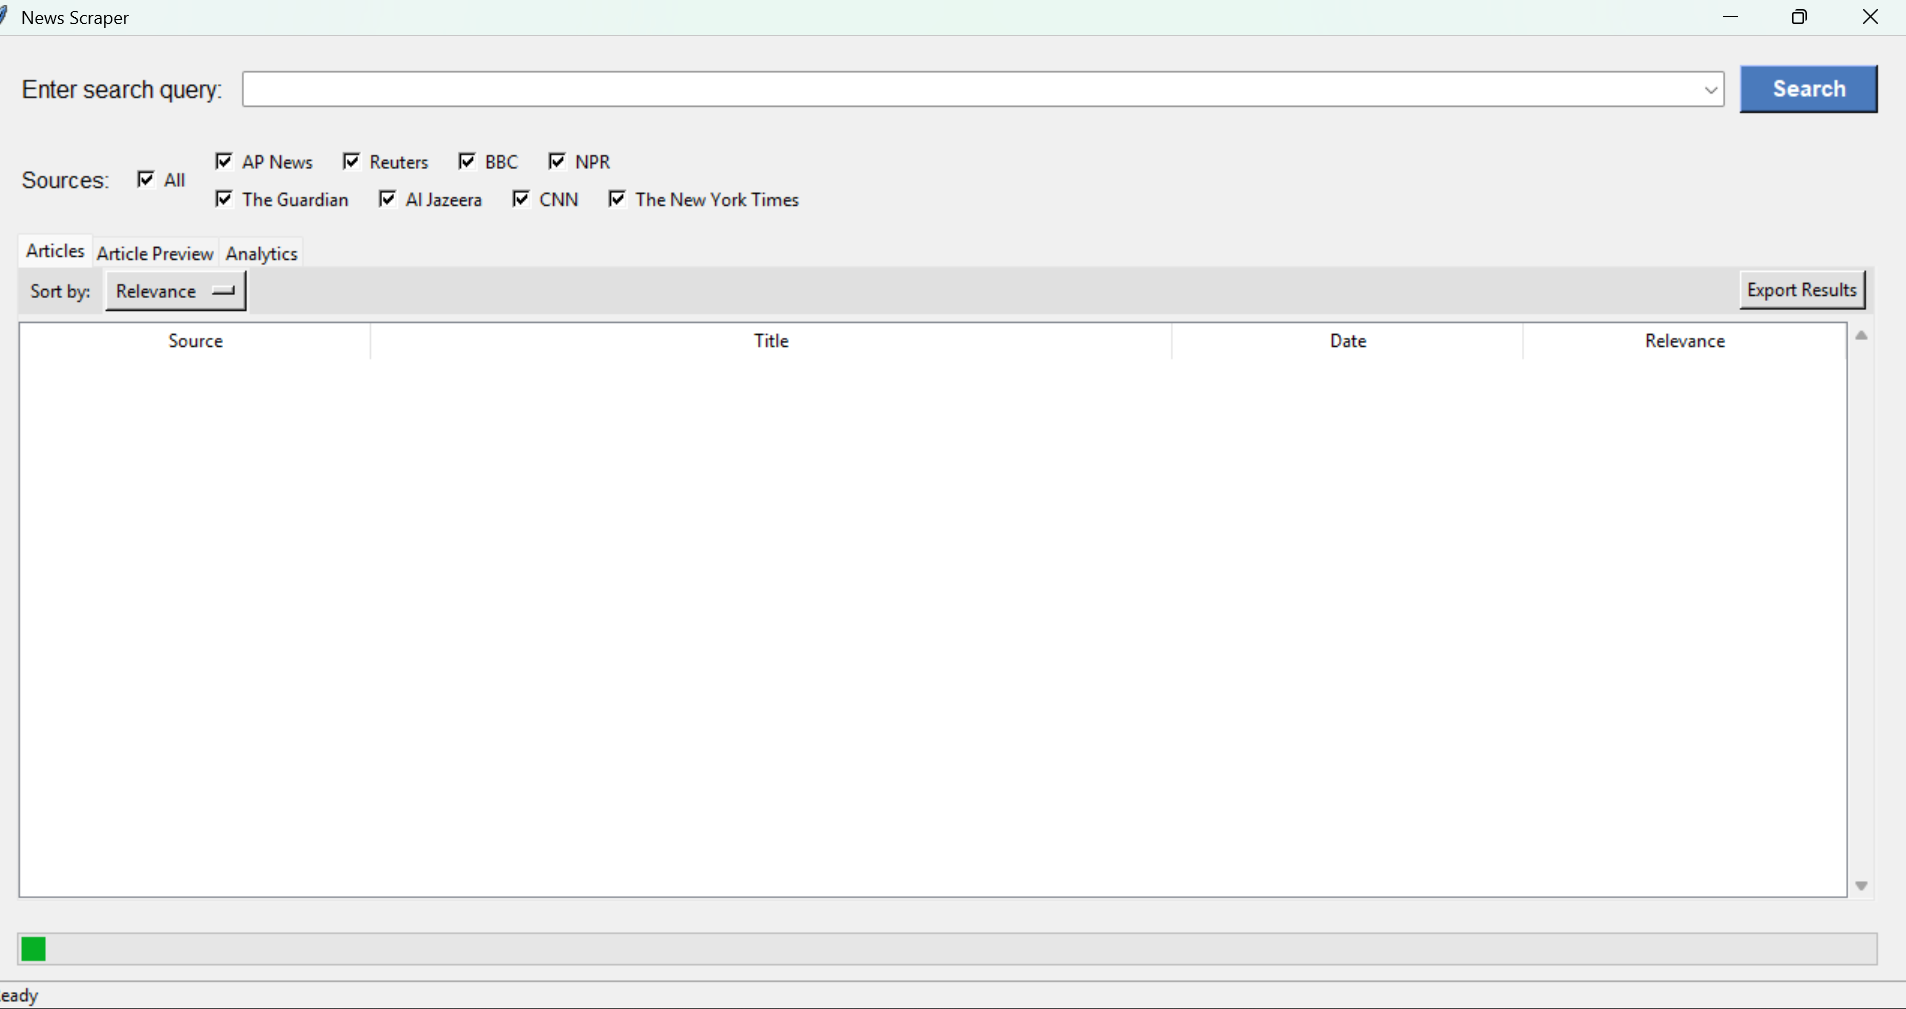 News Scraper
Enter search query:
Search
AP News Reuters BBC NPR
Sources: All
The Guardian Al Jazeera CNN The New York Times
Articles Article Preview Analytics
Sort by: Relevance Export Results
Source Title Date Relevance
eady